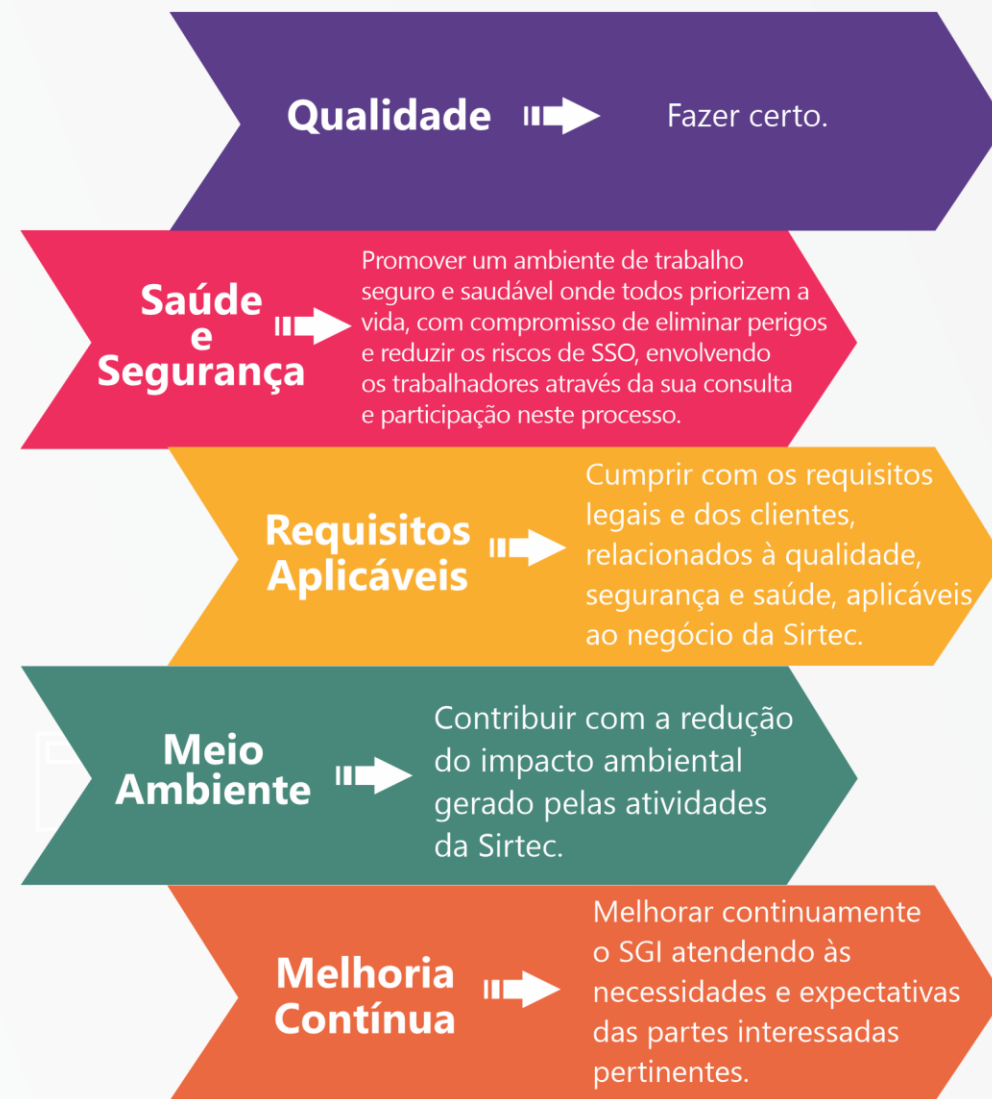 Qualidade
Fazer certo.
Saúde
e
Segurança
Promover um ambiente de trabalho
seguro e saudável onde todos priorizem a
vida, com compromisso de eliminar perigos
e reduzir os riscos de SSO, envolvendo
os trabalhadores através da sua consulta
e participação neste processo.
Requisitos
Aplicáveis
Cumprir com os requisitos
legais e dos clientes,
relacionados à qualidade,
segurança e saúde, aplicáveis
ao negócio da Sirtec.
Meio
Ambiente
Contribuir com a redução
do impacto ambiental
gerado pelas atividades
da Sirtec.
Melhoria
Contínua
Melhorar continuamente
o SGI atendendo às
necessidades e expectativas
das partes interessadas
pertinentes.